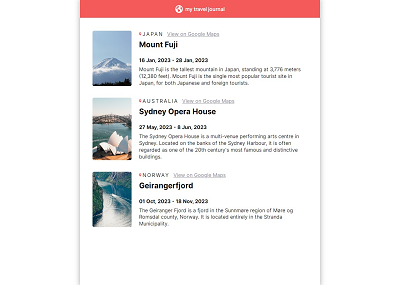 my travel journal
JAPAN View on Google Maps
Mount Fuji
16 Jan, 2023 - 28 Jan, 2023
Mount Fuji is the tallest mountain in Japan, standing at 3,776 meters
(12,380 feet). Mount Fuji is the single most popular tourist site in
Japan, for both Japanese and foreign tourists.
AUSTRALIA View on Google Maps
Sydney Opera House
27 May, 2023 - 8 Jun, 2023
The Sydney Opera House is a multi-venue performing arts centre in
Sydney. Located on the banks of the Sydney Harbour, it is often
regarded as one of the 20th century's most famous and distinctive
buildings.
NORWAY View on Google Maps
Geirangerfjord
01 Oct, 2023 - 18 Nov, 2023
The Geiranger Fjord is a fjord in the Sunnmøre region of Møre og
Romsdal county, Norway. It is located entirely in the Stranda
Municipality.